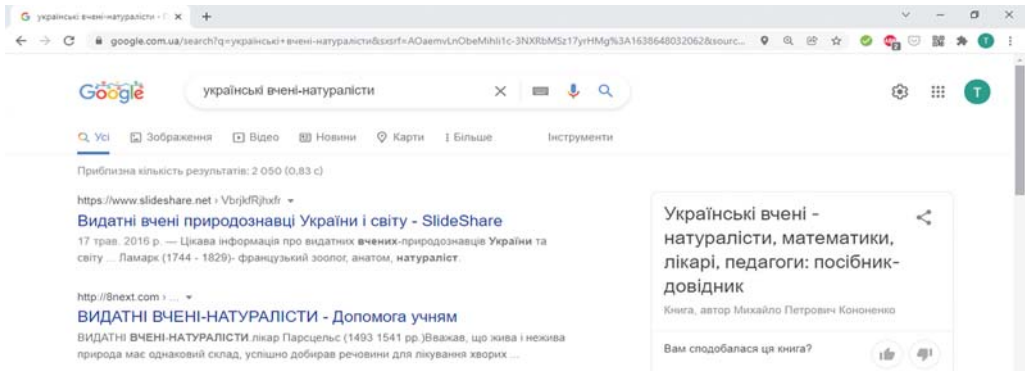 українські вчені-натуралісти - Г
google.com.ua/search?q=українські+вчені-натуралісти&sxsrf=AOaemvLnObeMihIi1c-3NXRbMSz17yrHMg%3A1638648032062&sourc...
Google
українські вчені-натуралісти
T
Усі Зображення Відео Новини Карти Більше Інструменти
Приблизна кількість результатів: 2 050 (0,83 с)
https://www.slideshare.net › VbrjkfRjhxfr
Видатні вчені природознавці України і світу - SlideShare
17 трав. 2016 р. — Цікава інформація про видатних вчених-природознавців України та
світу ... Ламарк (1744 - 1829)- французький зоолог, анатом, натураліст.
http://8next.com › ...
ВИДАТНІ ВЧЕНІ-НАТУРАЛІСТИ - Допомога учням
ВИДАТНІ ВЧЕНІ-НАТУРАЛІСТИ лікар Парсцельс (1493 1541 рр.)Вважав, що жива і нежива
природа має однаковий склад, успішно добирав речовини для лікування хворих ...
Українські вчені -
натуралісти, математики,
лікарі, педагоги: посібник-
довідник
Книга, автор Михайло Петрович Кононенко
Вам сподобалася ця книга?